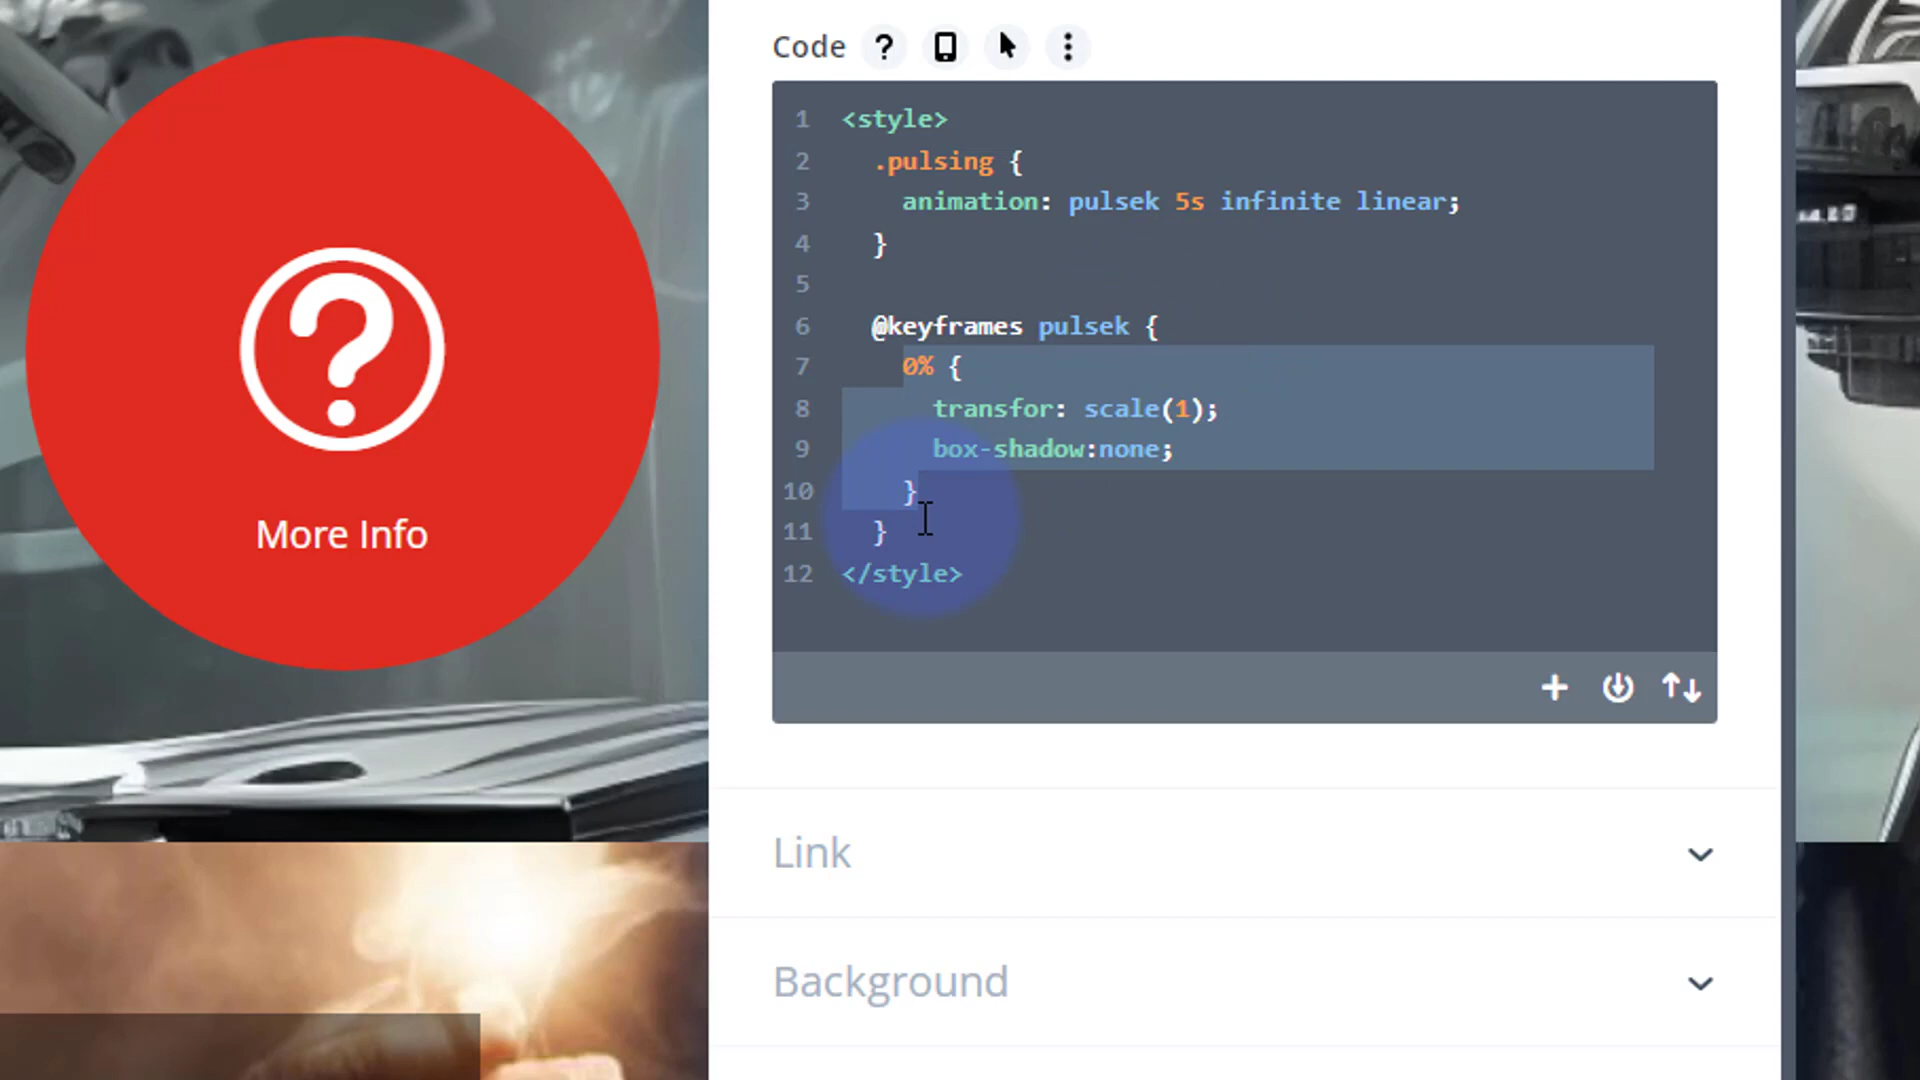 More Info
Code
1 <style>
2 .pulsing {
3 animation: pulsek 5s infinite linear;
4 }
5
6 @keyframes pulsek {
7 0% {
8 transfor: scale(1);
9 box-shadow:none;
10 }
11 }
12 </style>
Link
Background